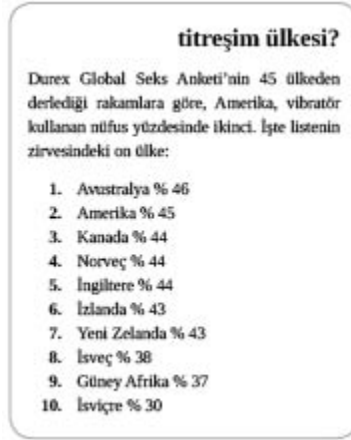 titreşim ülkesi?
Durex Global Seks Anketi'nin 45 ülkeden
derlediği rakamlara göre, Amerika, vibratör
kullanan nüfus yüzdesinde ikinci. İşte listenin
zirvesindeki on ülke:
1. Avustralya % 46
2. Amerika % 45
3. Kanada % 44
4. Norveç % 44
5. İngiltere % 44
6. İzlanda % 43
7. Yeni Zelanda % 43
8. İsveç % 38
9. Güney Afrika % 37
10. İsviçre % 30